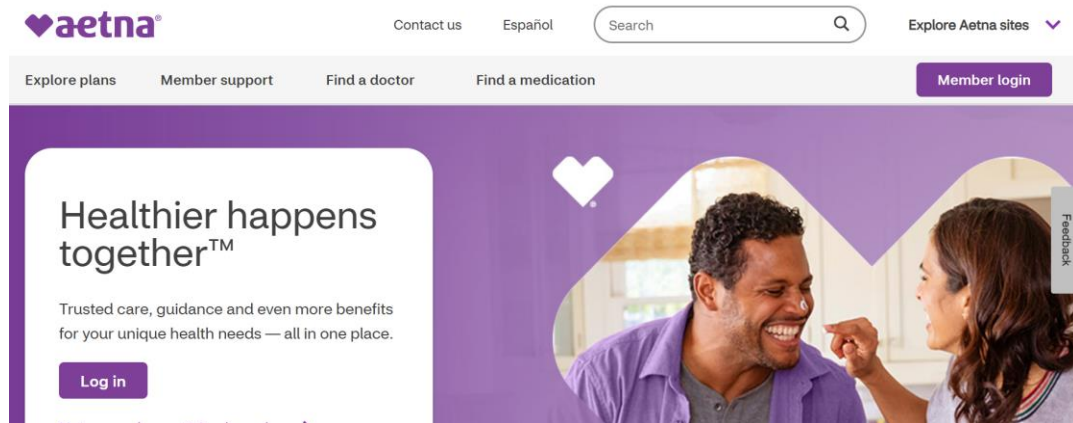 aetna®
Contact us
Español
Search
Explore Aetna sites
Explore plans
Member support
Find a doctor
Find a medication
Member login
Healthier happens
together™
Trusted care, guidance and even more benefits
for your unique health needs — all in one place.
Log in
Feedback